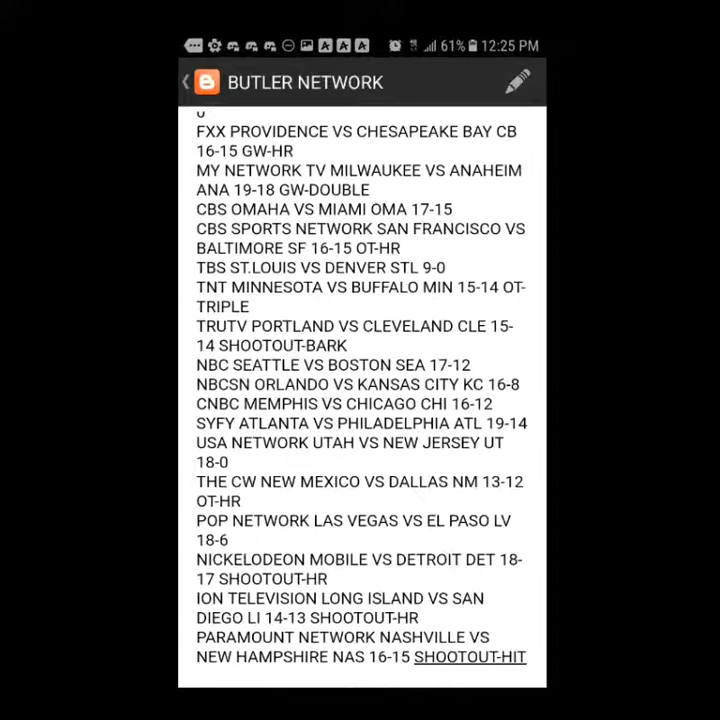 61% 12:25 PM
BUTLER NETWORK
FXX PROVIDENCE VS CHESAPEAKE BAY CB
16-15 GW-HR
MY NETWORK TV MILWAUKEE VS ANAHEIM
ANA 19-18 GW-DOUBLE
CBS OMAHA VS MIAMI OMA 17-15
CBS SPORTS NETWORK SAN FRANCISCO VS
BALTIMORE SF 16-15 OT-HR
TBS ST.LOUIS VS DENVER STL 9-0
TNT MINNESOTA VS BUFFALO MIN 15-14 OT-
TRIPLE
TRUTV PORTLAND VS CLEVELAND CLE 15-
14 SHOOTOUT-BARK
NBC SEATTLE VS BOSTON SEA 17-12
NBCSN ORLANDO VS KANSAS CITY KC 16-8
CNBC MEMPHIS VS CHICAGO CHI 16-12
SYFY ATLANTA VS PHILADELPHIA ATL 19-14
USA NETWORK UTAH VS NEW JERSEY UT
18-0
THE CW NEW MEXICO VS DALLAS NM 13-12
OT-HR
POP NETWORK LAS VEGAS VS EL PASO LV
18-6
NICKELODEON MOBILE VS DETROIT DET 18-
17 SHOOTOUT-HR
ION TELEVISION LONG ISLAND VS SAN
DIEGO LI 14-13 SHOOTOUT-HR
PARAMOUNT NETWORK NASHVILLE VS
NEW HAMPSHIRE NAS 16-15 SHOOTOUT-HIT